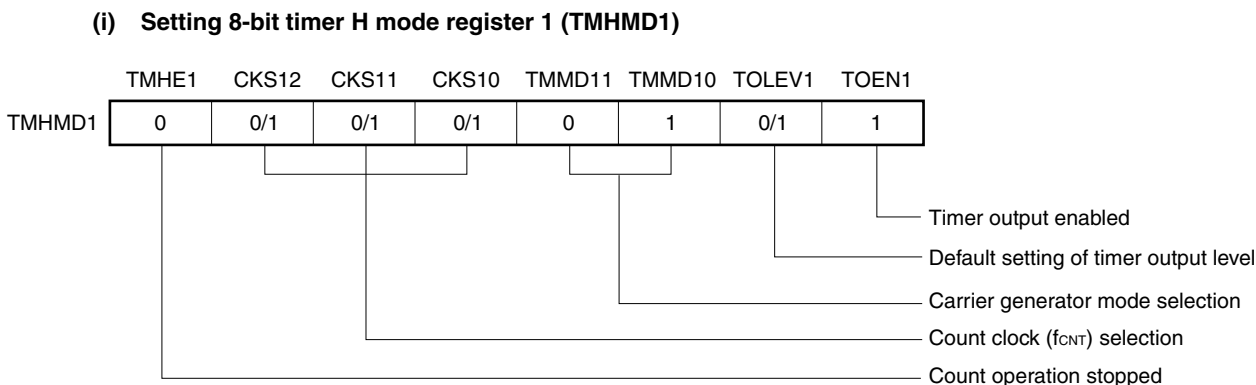 (i) Setting 8-bit timer H mode register 1 (TMHMD1)
TMHE1 CKS12 CKS11 CKS10 TMMD11 TMMD10 TOLEV1 TOEN1
TMHMD1 0 0/1 0/1 0/1 0 1 0/1 1
Timer output enabled
Default setting of timer output level
Carrier generator mode selection
Count clock (fCNT) selection
Count operation stopped